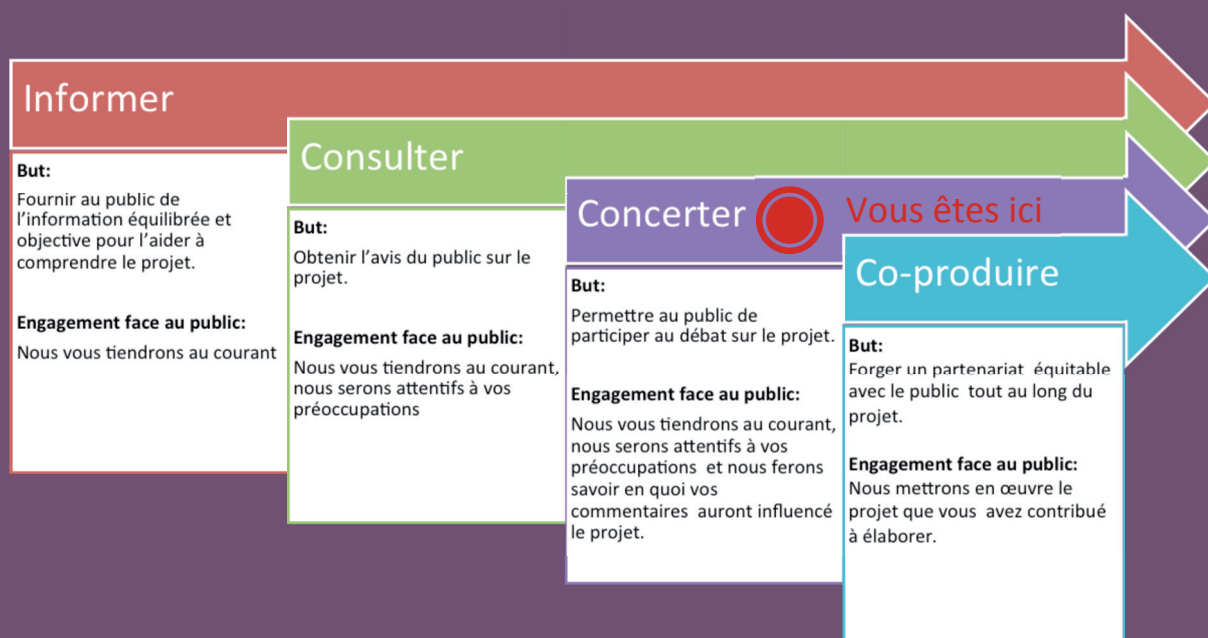 Informer
But:
Fournir au public de
l'information équilibrée et
objective pour l'aider à
comprendre le projet.
Engagement face au public:
Nous vous tiendrons au courant
Consulter
But:
Obtenir l'avis du public sur le
projet.
Engagement face au public:
Nous vous tiendrons au courant,
nous serons attentifs à vos
préoccupations
Concerter
Vous êtes ici
But:
Permettre au public de
participer au débat sur le projet.
Engagement face au public:
Nous vous tiendrons au courant,
nous serons attentifs à vos
préoccupations et nous ferons
savoir en quoi vos
commentaires auront influencé
le projet.
Co-produire
But:
Forger un partenariat équitable
avec le public tout au long du
projet.
Engagement face au public:
Nous mettrons en œuvre le
projet que vous avez contribué
à élaborer.